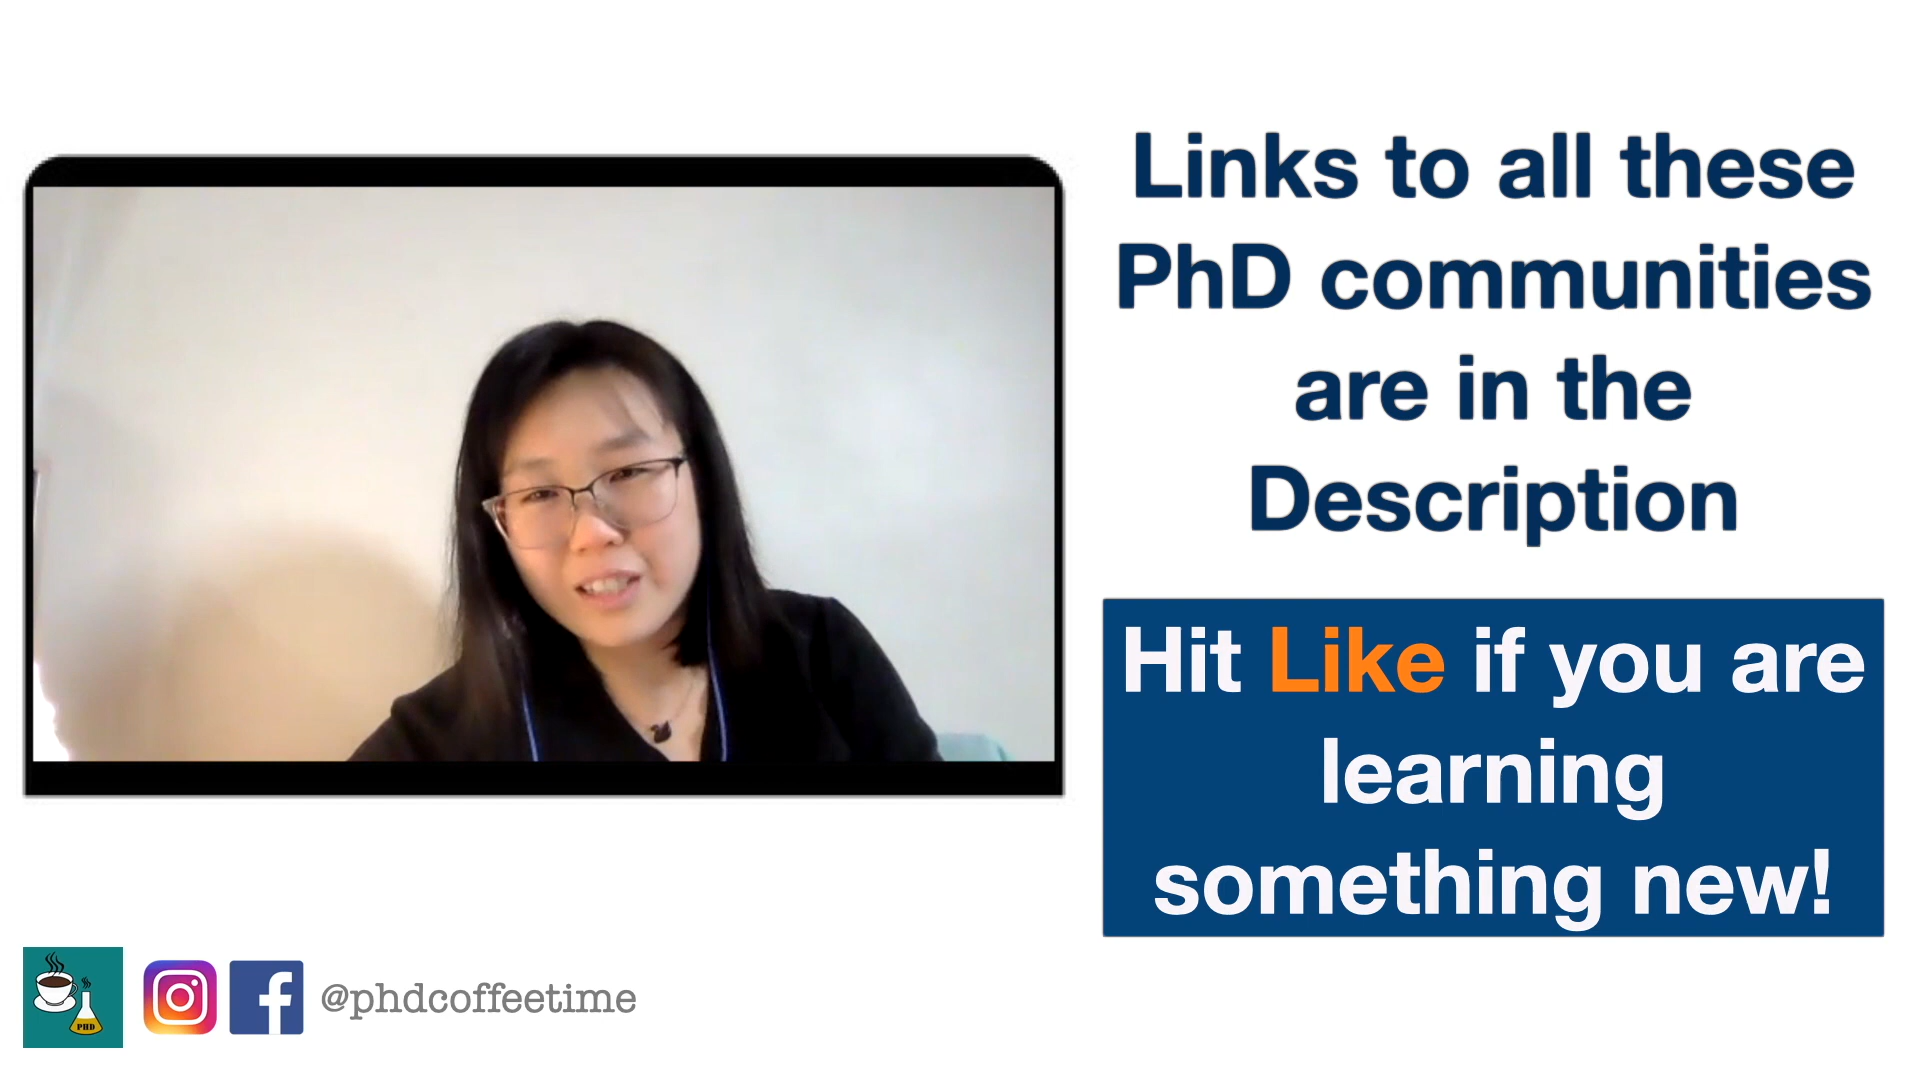 Links to all these
PhD communities
are in the
Description
Hit Like if you are
learning
something new!
PHD
@phdcoffeetime